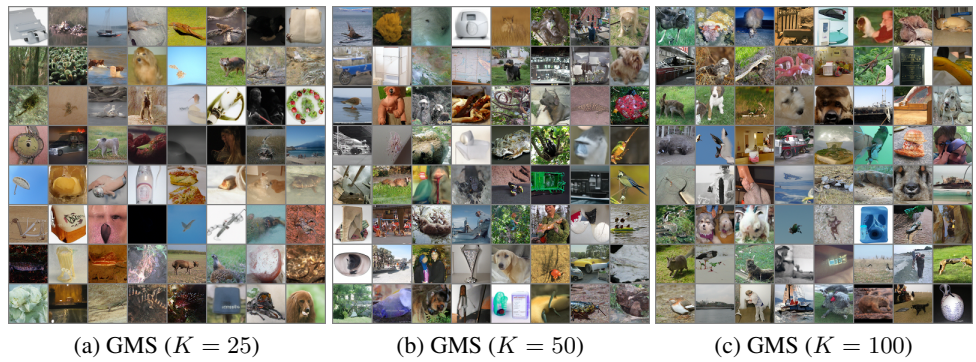 (a) GMS (K = 25)
(b) GMS (K = 50)
(c) GMS (K = 100)